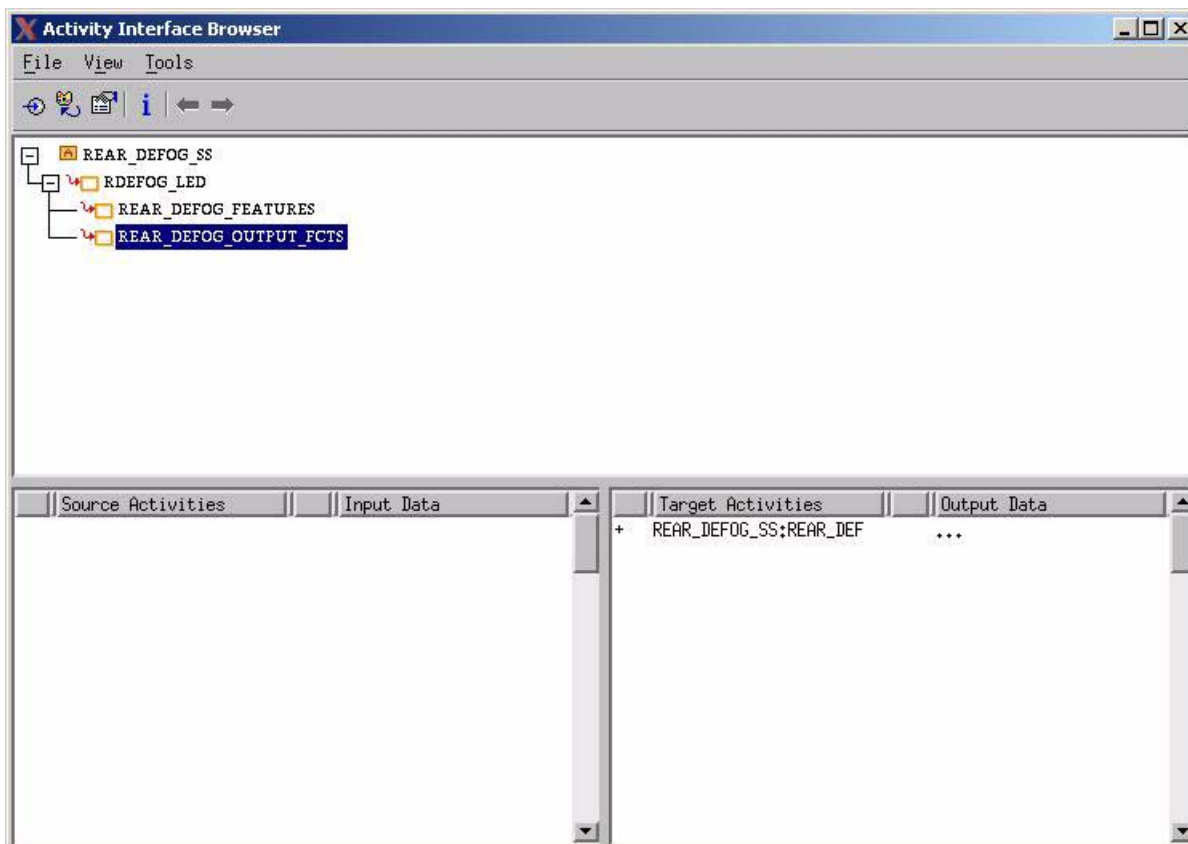 Activity Interface Browser
File View Tools
REAR_DEFOG_SS
RDEFOG_LED
REAR_DEFOG_FEATURES
REAR_DEFOG_OUTPUT_FCTS
Source Activities Input Data
Target Activities Output Data
+ REAR_DEFOG_SS:REAR_DEF ...